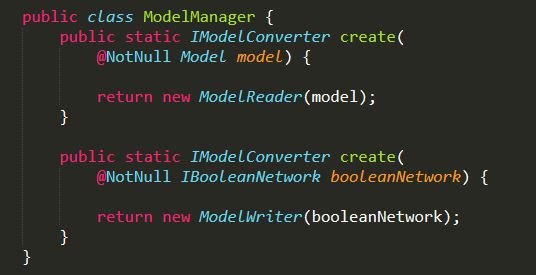 public class ModelManager {
    public static IModelConverter create(
        @NotNull Model model) {

        return new ModelReader(model);
    }

    public static IModelConverter create(
        @NotNull IBooleanNetwork booleanNetwork) {

        return new ModelWriter(booleanNetwork);
    }
}